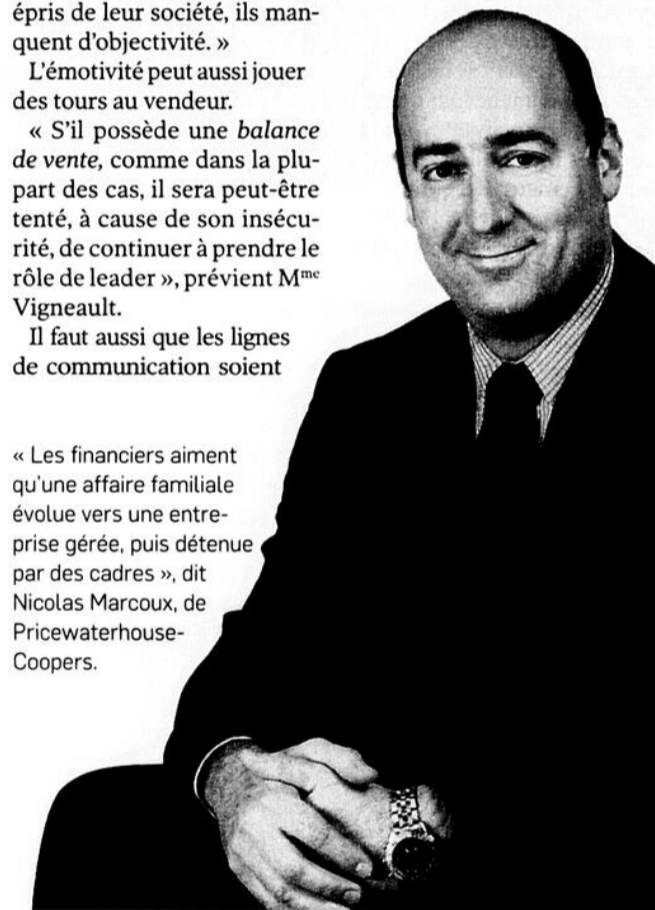 épris de leur société, ils man-
quent d'objectivité. »
L'émotivité peut aussi jouer
des tours au vendeur.
« S'il possède une balance
de vente, comme dans la plu-
part des cas, il sera peut-être
tenté, à cause de son insécu-
rité, de continuer à prendre le
rôle de leader », prévient Mme
Vigneault.
Il faut aussi que les lignes
de communication soient
« Les financiers aiment
qu'une affaire familiale
évolue vers une entre-
prise gérée, puis détenue
par des cadres », dit
Nicolas Marcoux, de
Pricewaterhouse-
Coopers.